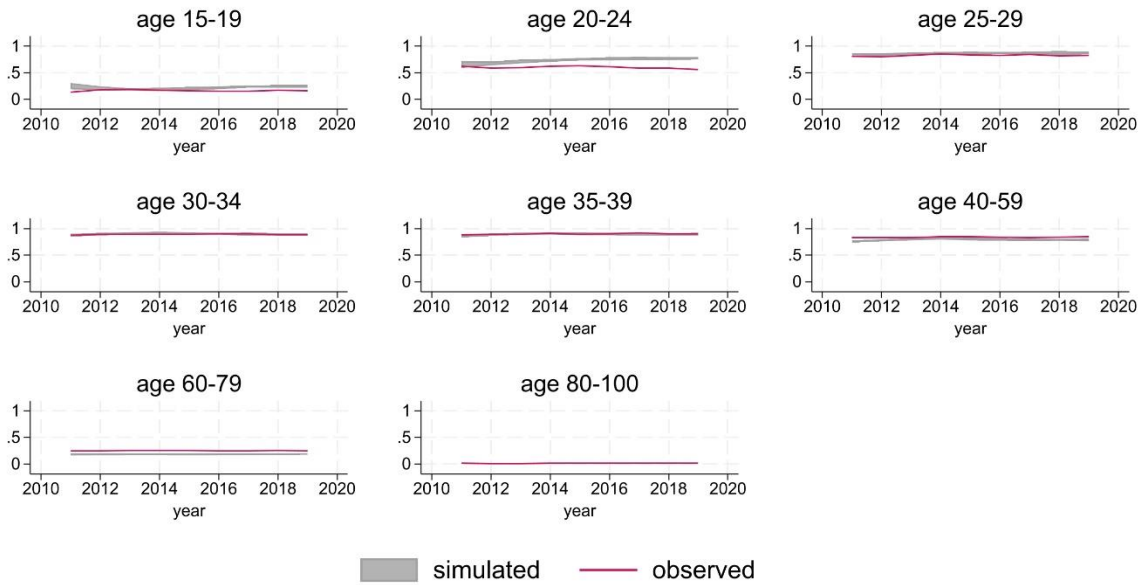 age 15-19 age 20-24 age 25-29
1 1 1
.5 .5 .5
0 0 0
2010 2012 2014 2016 2018 2020 2010 2012 2014 2016 2018 2020 2010 2012 2014 2016 2018 2020
year year year
age 30-34 age 35-39 age 40-59
1 1 1
.5 .5 .5
0 0 0
2010 2012 2014 2016 2018 2020 2010 2012 2014 2016 2018 2020 2010 2012 2014 2016 2018 2020
year year year
age 60-79 age 80-100
1 1
.5 .5
0 0
2010 2012 2014 2016 2018 2020 2010 2012 2014 2016 2018 2020
year year
simulated observed